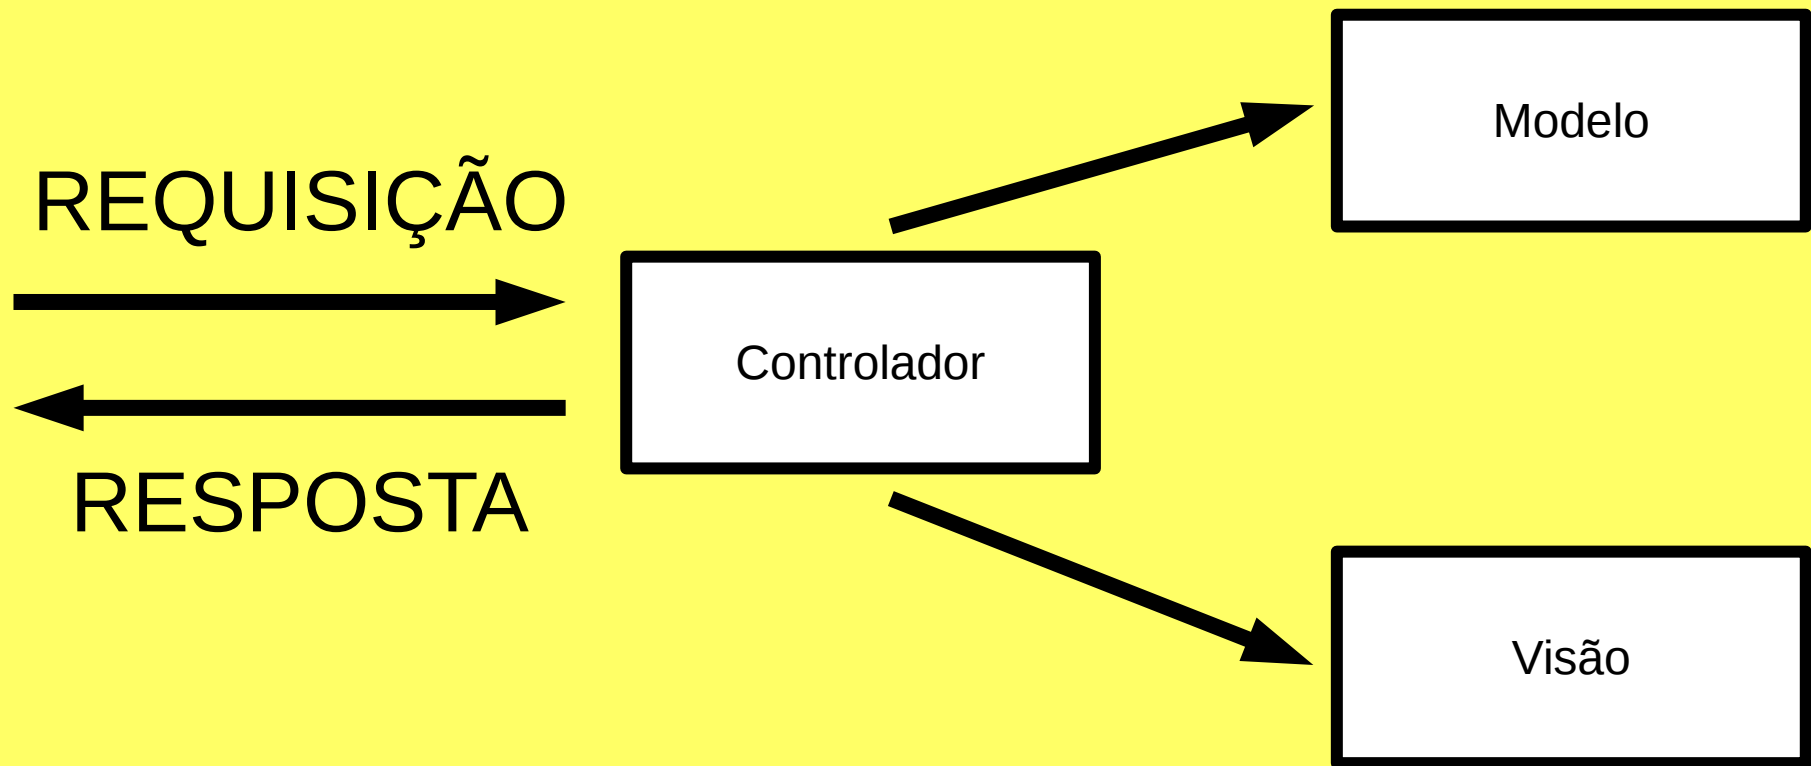 REQUISIÇÃO
RESPOSTA
Controlador
Modelo
Visão